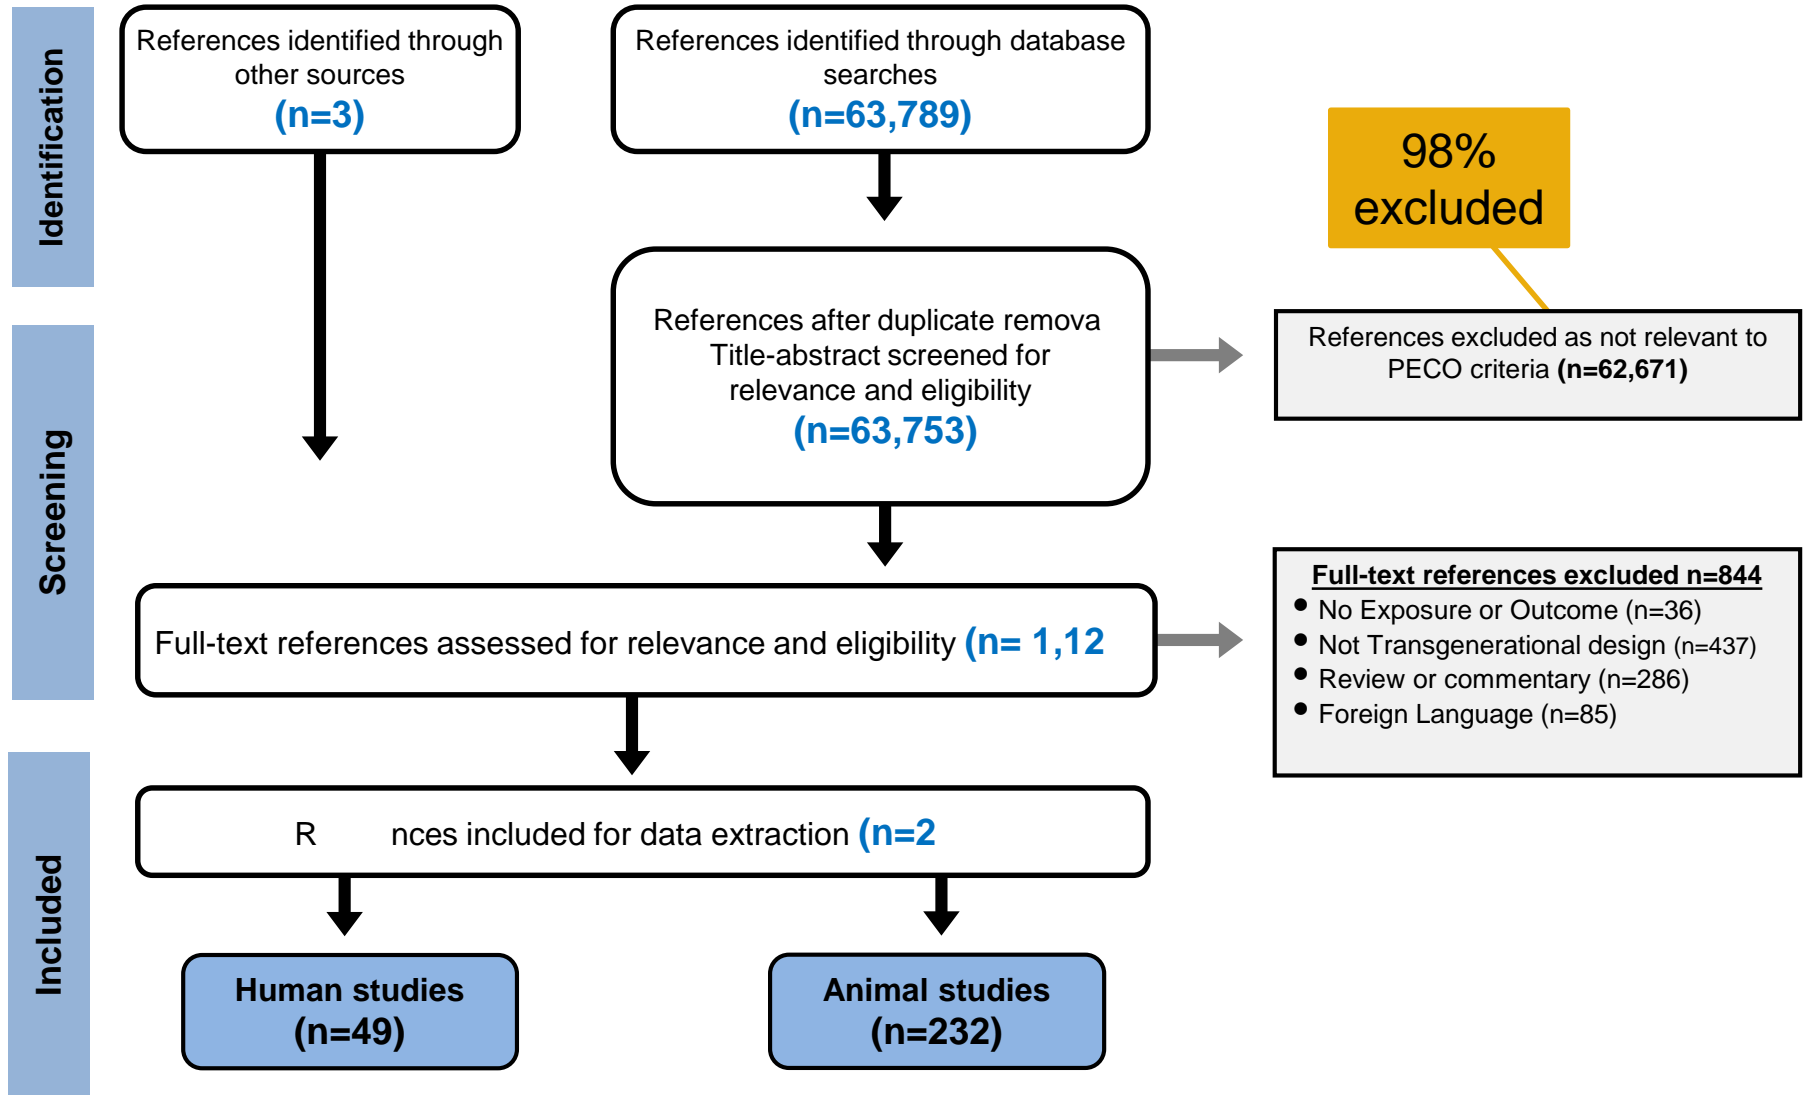 Identification
References identified through
other sources
(n=3)
References identified through database
searches
(n=63,789)
98%
excluded
References after duplicate remova
Title-abstract screened for
relevance and eligibility
(n=63,753)
References excluded as not relevant to
PECO criteria (n=62,671)
Screening
Full-text references assessed for relevance and eligibility (n= 1,12
Full-text references excluded n=844
• No Exposure or Outcome (n=36)
• Not Transgenerational design (n=437)
• Review or commentary (n=286)
• Foreign Language (n=85)
Included
R nces included for data extraction (n=2
Human studies
(n=49)
Animal studies
(n=232)